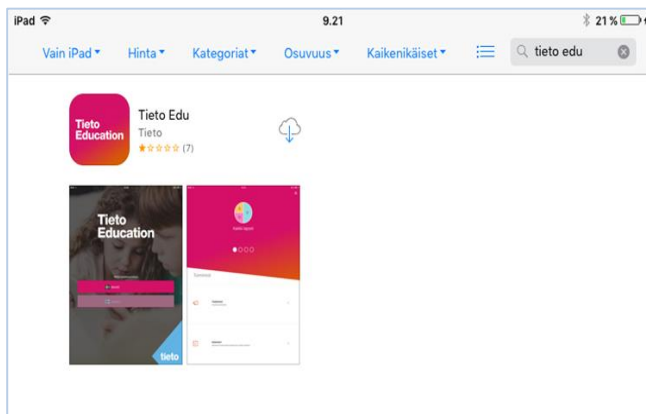 iPad 9.21 21 %
Vain iPad ▾ Hinta ▾ Kategoriat ▾ Osuvuus ▾ Kaikenikäiset ▾ tieto edu
Tieto
Education
Tieto Edu
Tieto
(7)
Tieto
Education
tieto